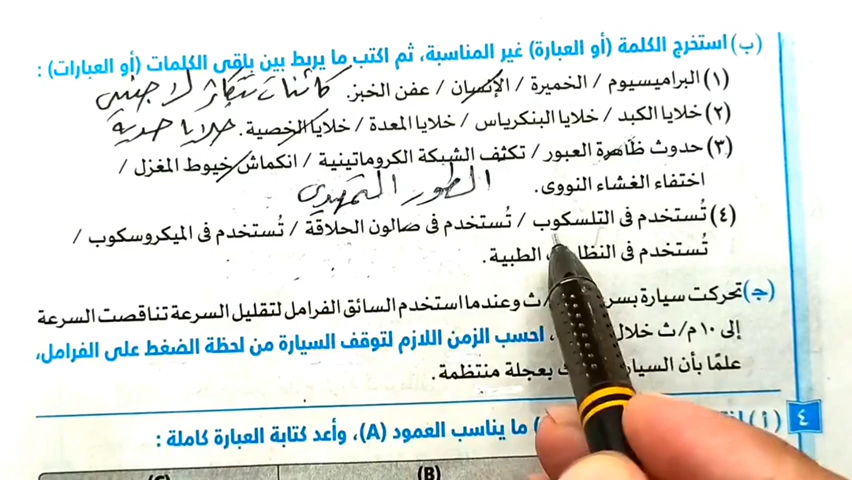 (ب) استخرج الكلمة (أو العبارة) غير المناسبة، ثم اكتب ما يربط بين باقى الكلمات (أو العبارات) :
(١) البراميسيوم / الخميرة / الإنسان / عفن الخبز. كائنات تتكاثر لا جنسى
(٢) خلايا الكبد / خلايا البنكرياس / خلايا المعدة / خلايا الخصية. خلايا جسدية
(٣) حدوث ظاهرة العبور / تكثف الشبكة الكروماتينية / انكماش خيوط المغزل /
اختفاء الغشاء النووى. الطور التمهيدى
(٤) تُستخدم فى التلسكوب / تُستخدم فى صالون الحلاقة / تُستخدم فى الميكروسكوب /
تُستخدم فى الطبية.
(جـ) تحركت سيارة ث وعندما استخدم السائق الفرامل لتقليل السرعة تناقصت السرعة
إلى ١٠ م/ث خلال احسب الزمن اللازم لتوقف السيارة من لحظة الضغط على الفرامل،
علمًا بأن بعجلة منتظمة.
٤ (أ) ما يناسب العمود (A)، وأعد كتابة العبارة كاملة :
(B) (C)